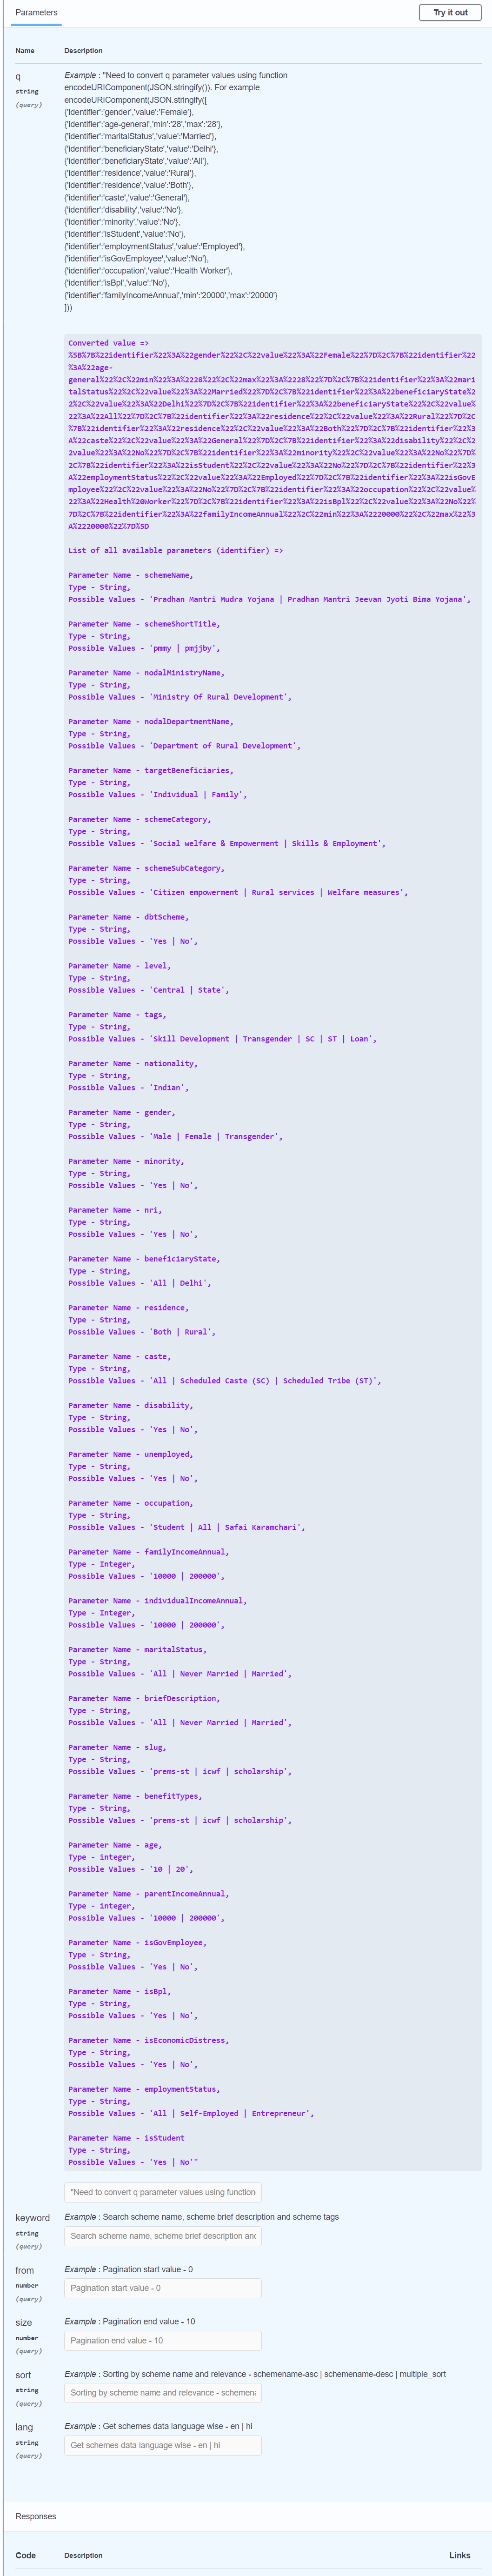 Parameters
Try it out
Name Description
q
string
(query)
Example : "Need to convert q parameter values using function
encodeURIComponent(JSON.stringify()). For example
encodeURIComponent(JSON.stringify([
{'identifier':'gender','value':'Female'},
{'identifier':'age-general','min':'28','max':'28'},
{'identifier':'maritalStatus','value':'Married'},
{'identifier':'beneficiaryState','value':'Delhi'},
{'identifier':'beneficiaryState','value':'All'},
{'identifier':'residence','value':'Rural'},
{'identifier':'residence','value':'Both'},
{'identifier':'caste','value':'General'},
{'identifier':'disability','value':'No'},
{'identifier':'minority','value':'No'},
{'identifier':'isStudent','value':'No'},
{'identifier':'employmentStatus','value':'Employed'},
{'identifier':'isGovEmployee','value':'No'},
{'identifier':'occupation','value':'Health Worker'},
{'identifier':'isBpl','value':'No'},
{'identifier':'familyIncomeAnnual','min':'20000','max':'20000'}
]))
Converted value =>
%5B%7B%22identifier%22%3A%22gender%22%2C%22value%22%3A%22Female%22%7D%2C%7B%22identifier%22
%3A%22age-
general%22%2C%22min%22%3A%2228%22%2C%22max%22%3A%2228%22%7D%2C%7B%22identifier%22%3A%22mari
talStatus%22%2C%22value%22%3A%22Married%22%7D%2C%7B%22identifier%22%3A%22beneficiaryState%2
2%2C%22value%22%3A%22Delhi%22%7D%2C%7B%22identifier%22%3A%22beneficiaryState%22%2C%22value%
22%3A%22All%22%7D%2C%7B%22identifier%22%3A%22residence%22%2C%22value%22%3A%22Rural%22%7D%2C
%7B%22identifier%22%3A%22residence%22%2C%22value%22%3A%22Both%22%7D%2C%7B%22identifier%22%3
A%22caste%22%2C%22value%22%3A%22General%22%7D%2C%7B%22identifier%22%3A%22disability%22%2C%2
2value%22%3A%22No%22%7D%2C%7B%22identifier%22%3A%22minority%22%2C%22value%22%3A%22No%22%7D%
2C%7B%22identifier%22%3A%22isStudent%22%2C%22value%22%3A%22No%22%7D%2C%7B%22identifier%22%3
A%22employmentStatus%22%2C%22value%22%3A%22Employed%22%7D%2C%7B%22identifier%22%3A%22isGovE
mployee%22%2C%22value%22%3A%22No%22%7D%2C%7B%22identifier%22%3A%22occupation%22%2C%22value%
22%3A%22Health%20Worker%22%7D%2C%7B%22identifier%22%3A%22isBpl%22%2C%22value%22%3A%22No%22%
7D%2C%7B%22identifier%22%3A%22familyIncomeAnnual%22%2C%22min%22%3A%2220000%22%2C%22max%22%3
A%2220000%22%7D%5D
List of all available parameters (identifier) =>
Parameter Name - schemeName,
Type - String,
Possible Values - 'Pradhan Mantri Mudra Yojana | Pradhan Mantri Jeevan Jyoti Bima Yojana',
Parameter Name - schemeShortTitle,
Type - String,
Possible Values - 'pmmy | pmjjby',
Parameter Name - nodalMinistryName,
Type - String,
Possible Values - 'Ministry Of Rural Development',
Parameter Name - nodalDepartmentName,
Type - String,
Possible Values - 'Department of Rural Development',
Parameter Name - targetBeneficiaries,
Type - String,
Possible Values - 'Individual | Family',
Parameter Name - schemeCategory,
Type - String,
Possible Values - 'Social welfare & Empowerment | Skills & Employment',
Parameter Name - schemeSubCategory,
Type - String,
Possible Values - 'Citizen empowerment | Rural services | Welfare measures',
Parameter Name - dbtScheme,
Type - String,
Possible Values - 'Yes | No',
Parameter Name - level,
Type - String,
Possible Values - 'Central | State',
Parameter Name - tags,
Type - String,
Possible Values - 'Skill Development | Transgender | SC | ST | Loan',
Parameter Name - nationality,
Type - String,
Possible Values - 'Indian',
Parameter Name - gender,
Type - String,
Possible Values - 'Male | Female | Transgender',
Parameter Name - minority,
Type - String,
Possible Values - 'Yes | No',
Parameter Name - nri,
Type - String,
Possible Values - 'Yes | No',
Parameter Name - beneficiaryState,
Type - String,
Possible Values - 'All | Delhi',
Parameter Name - residence,
Type - String,
Possible Values - 'Both | Rural',
Parameter Name - caste,
Type - String,
Possible Values - 'All | Scheduled Caste (SC) | Scheduled Tribe (ST)',
Parameter Name - disability,
Type - String,
Possible Values - 'Yes | No',
Parameter Name - unemployed,
Type - String,
Possible Values - 'Yes | No',
Parameter Name - occupation,
Type - String,
Possible Values - 'Student | All | Safai Karamchari',
Parameter Name - familyIncomeAnnual,
Type - Integer,
Possible Values - '10000 | 200000',
Parameter Name - individualIncomeAnnual,
Type - Integer,
Possible Values - '10000 | 200000',
Parameter Name - maritalStatus,
Type - String,
Possible Values - 'All | Never Married | Married',
Parameter Name - briefDescription,
Type - String,
Possible Values - 'All | Never Married | Married',
Parameter Name - slug,
Type - String,
Possible Values - 'prems-st | icwf | scholarship',
Parameter Name - benefitTypes,
Type - String,
Possible Values - 'prems-st | icwf | scholarship',
Parameter Name - age,
Type - integer,
Possible Values - '10 | 20',
Parameter Name - parentIncomeAnnual,
Type - integer,
Possible Values - '10000 | 200000',
Parameter Name - isGovEmployee,
Type - String,
Possible Values - 'Yes | No',
Parameter Name - isBpl,
Type - String,
Possible Values - 'Yes | No',
Parameter Name - isEconomicDistress,
Type - String,
Possible Values - 'Yes | No',
Parameter Name - employmentStatus,
Type - String,
Possible Values - 'All | Self-Employed | Entrepreneur',
Parameter Name - isStudent
Type - String,
Possible Values - 'Yes | No'"
"Need to convert q parameter values using function
keyword
string
(query)
Example : Search scheme name, scheme brief description and scheme tags
Search scheme name, scheme brief description an
from
number
(query)
Example : Pagination start value - 0
Pagination start value - 0
size
number
(query)
Example : Pagination end value - 10
Pagination end value - 10
sort
string
(query)
Example : Sorting by scheme name and relevance - schemename-asc | schemename-desc | multiple_sort
Sorting by scheme name and relevance - schemena
lang
string
(query)
Example : Get schemes data language wise - en | hi
Get schemes data language wise - en | hi
Responses
Code Description Links